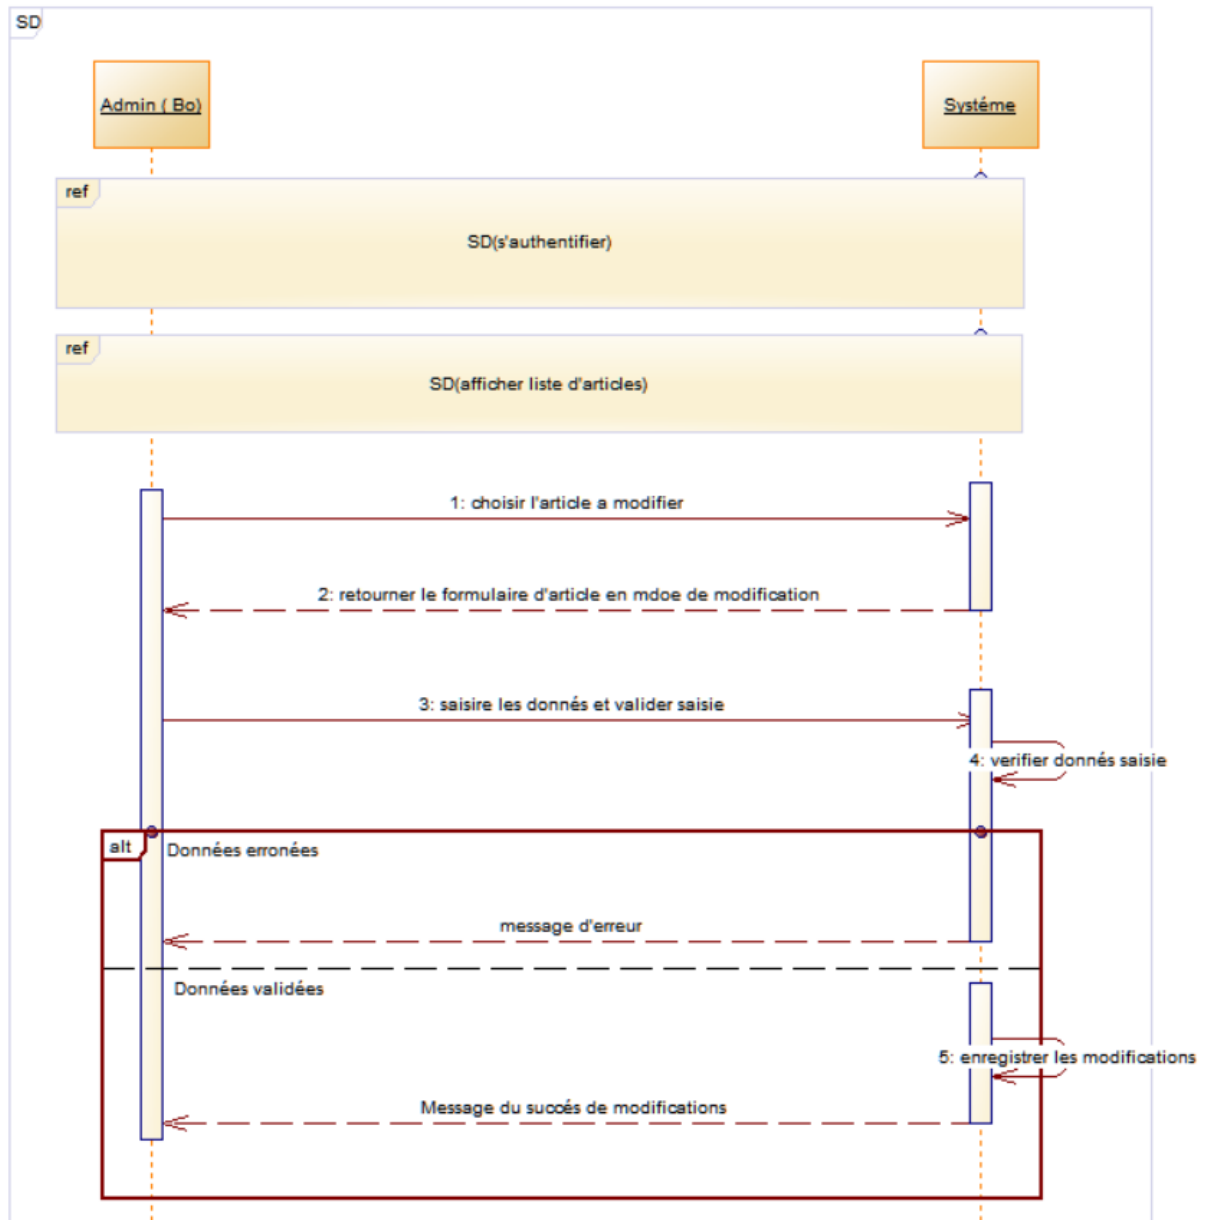 SD
Admin ( Bo)
Systéme
ref
SD(s'authentifier)
ref
SD(afficher liste d'articles)
1: choisir l'article a modifier
2: retourner le formulaire d'article en mdoe de modification
3: saisire les donnés et valider saisie
4: verifier donnés saisie
alt
Données erronées
message d'erreur
Données validées
5: enregistrer les modifications
Message du succés de modifications